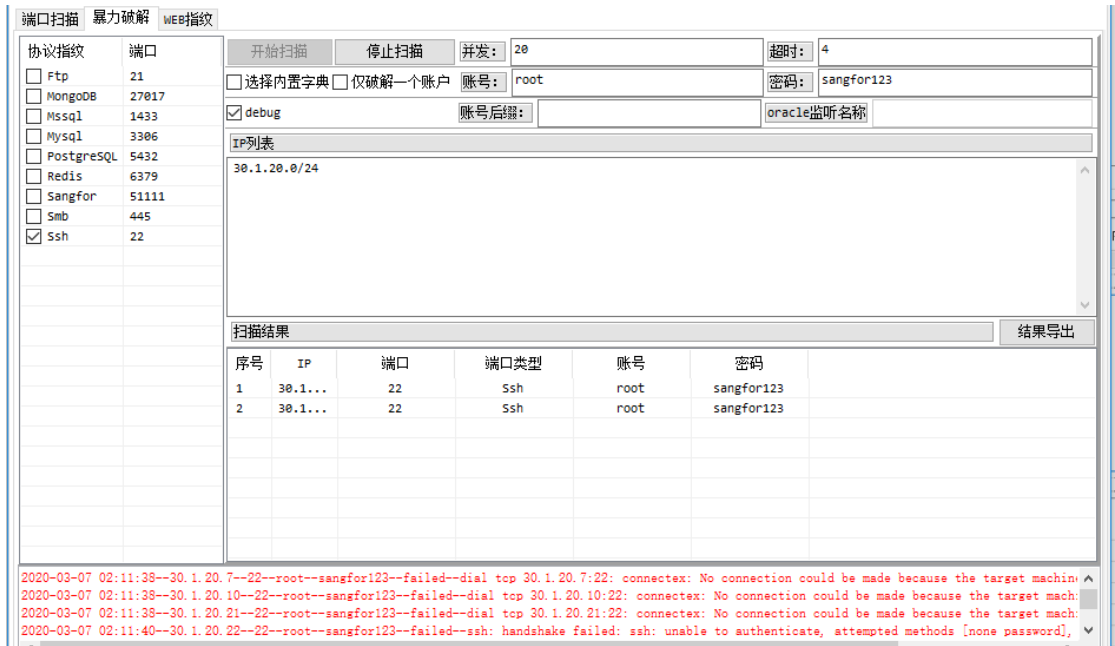 端口扫描 暴力破解 WEB指纹
协议指纹 端口
Ftp 21
MongoDB 27017
Mssql 1433
Mysql 3306
PostgreSQL 5432
Redis 6379
Sangfor 51111
Smb 445
Ssh 22
开始扫描 停止扫描 并发: 20 超时: 4
选择内置字典 仅破解一个账户 账号: root 密码: sangfor123
debug 账号后缀: oracle监听名称
IP列表
30.1.20.0/24
扫描结果 结果导出
序号 IP 端口 端口类型 账号 密码
1 30.1... 22 Ssh root sangfor123
2 30.1... 22 Ssh root sangfor123
2020-03-07 02:11:38--30.1.20.7--22--root--sangfor123--failed--dial tcp 30.1.20.7:22: connectex: No connection could be made because the target machin
2020-03-07 02:11:38--30.1.20.10--22--root--sangfor123--failed--dial tcp 30.1.20.10:22: connectex: No connection could be made because the target mach
2020-03-07 02:11:38--30.1.20.21--22--root--sangfor123--failed--dial tcp 30.1.20.21:22: connectex: No connection could be made because the target mach
2020-03-07 02:11:40--30.1.20.22--22--root--sangfor123--failed--ssh: handshake failed: ssh: unable to authenticate, attempted methods [none password],